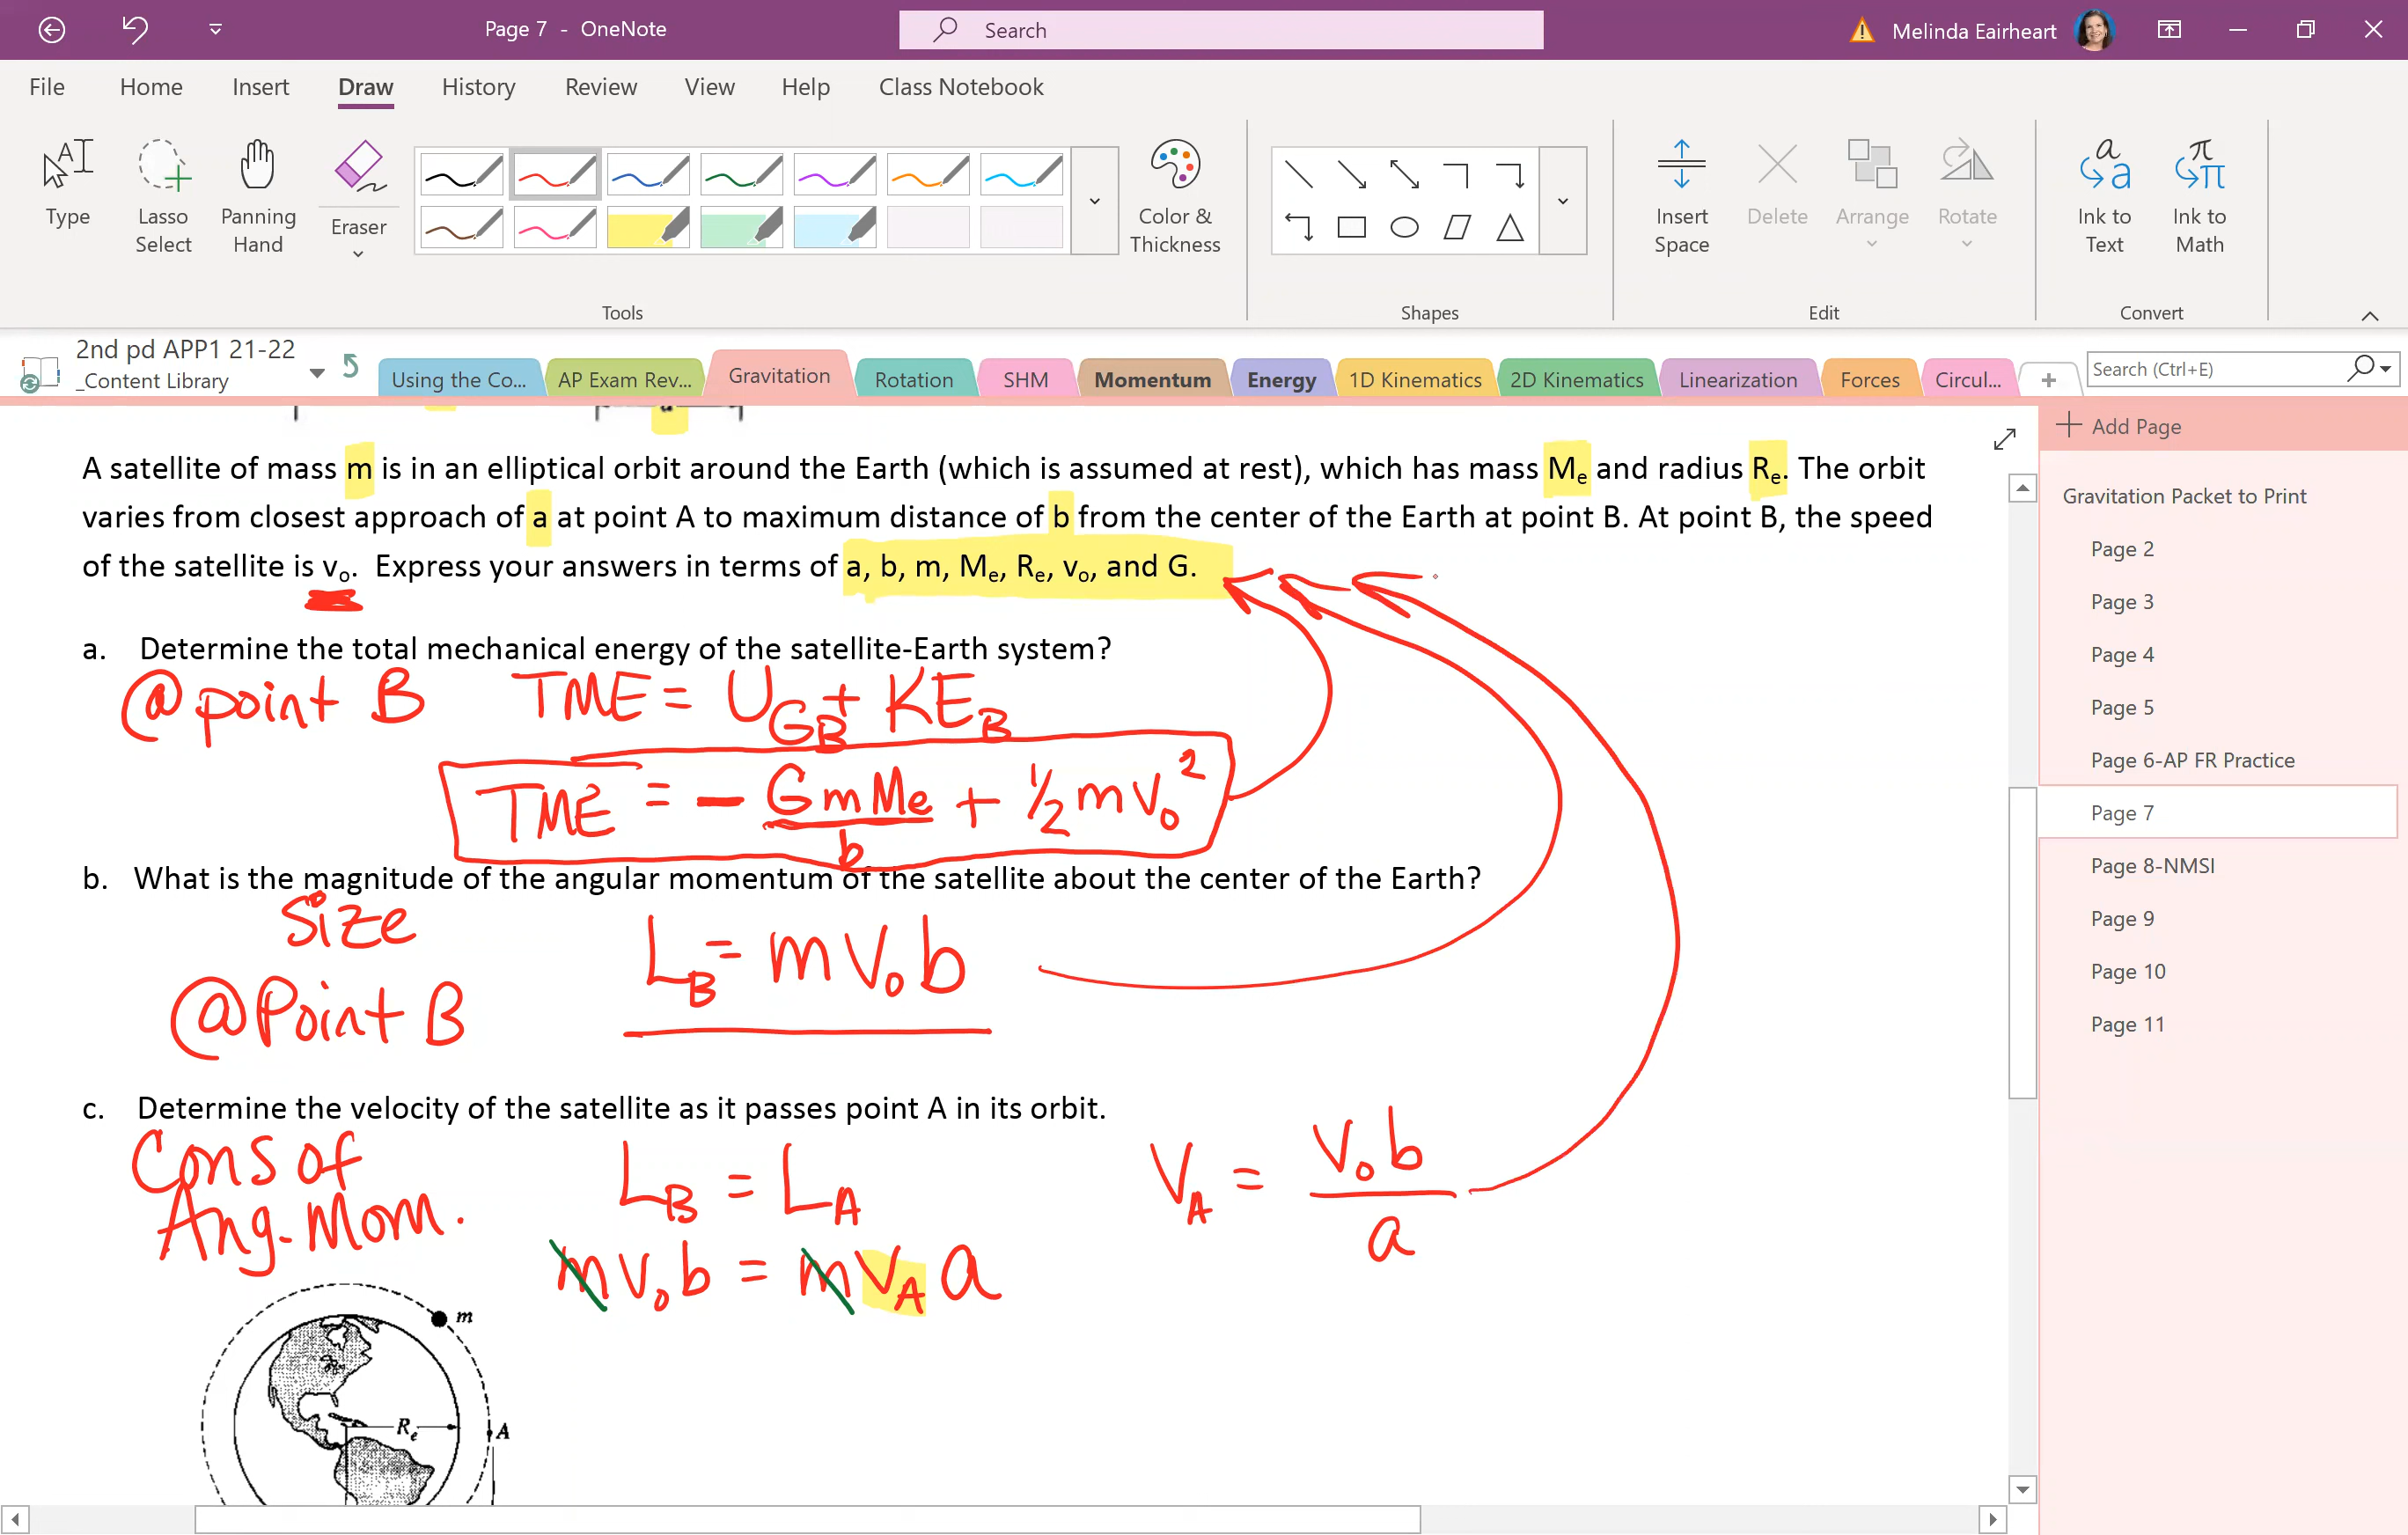 Page 7 - OneNote
Search
Melinda Eairheart
File Home Insert Draw History Review View Help Class Notebook
Type
Lasso Select
Panning Hand
Eraser
Color & Thickness
Insert Space
Delete
Arrange
Rotate
Ink to Text
Ink to Math
Tools
Shapes
Edit
Convert
2nd pd APP1 21-22
_Content Library
Using the Co...
AP Exam Rev...
Gravitation
Rotation
SHM
Momentum
Energy
1D Kinematics
2D Kinematics
Linearization
Forces
Circul...
Search (Ctrl+E)
A satellite of mass m is in an elliptical orbit around the Earth (which is assumed at rest), which has mass Me and radius Re. The orbit
varies from closest approach of a at point A to maximum distance of b from the center of the Earth at point B. At point B, the speed
of the satellite is vo. Express your answers in terms of a, b, m, Me, Re, vo, and G.
a. Determine the total mechanical energy of the satellite-Earth system?
@ point B TME = UGB + KEB
TME = - GmMe/b + 1/2 mv0²
b. What is the magnitude of the angular momentum of the satellite about the center of the Earth?
Size
@Point B
LB = mv0b
c. Determine the velocity of the satellite as it passes point A in its orbit.
Cons of
Ang. Mom.
LB = LA
mv0b = mvAa
VA = v0b/a
m
Re
A
Add Page
Gravitation Packet to Print
Page 2
Page 3
Page 4
Page 5
Page 6-AP FR Practice
Page 7
Page 8-NMSI
Page 9
Page 10
Page 11